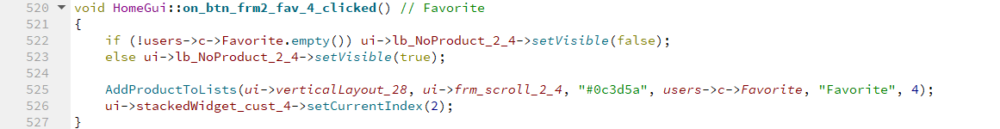 520 void HomeGui::on_btn_frm2_fav_4_clicked() // Favorite
521 {
522 if (!users->c->Favorite.empty()) ui->lb_NoProduct_2_4->setVisible(false);
523 else ui->lb_NoProduct_2_4->setVisible(true);
524
525 AddProductToLists(ui->verticalLayout_28, ui->frm_scroll_2_4, "#0c3d5a", users->c->Favorite, "Favorite", 4);
526 ui->stackedWidget_cust_4->setCurrentIndex(2);
527 }